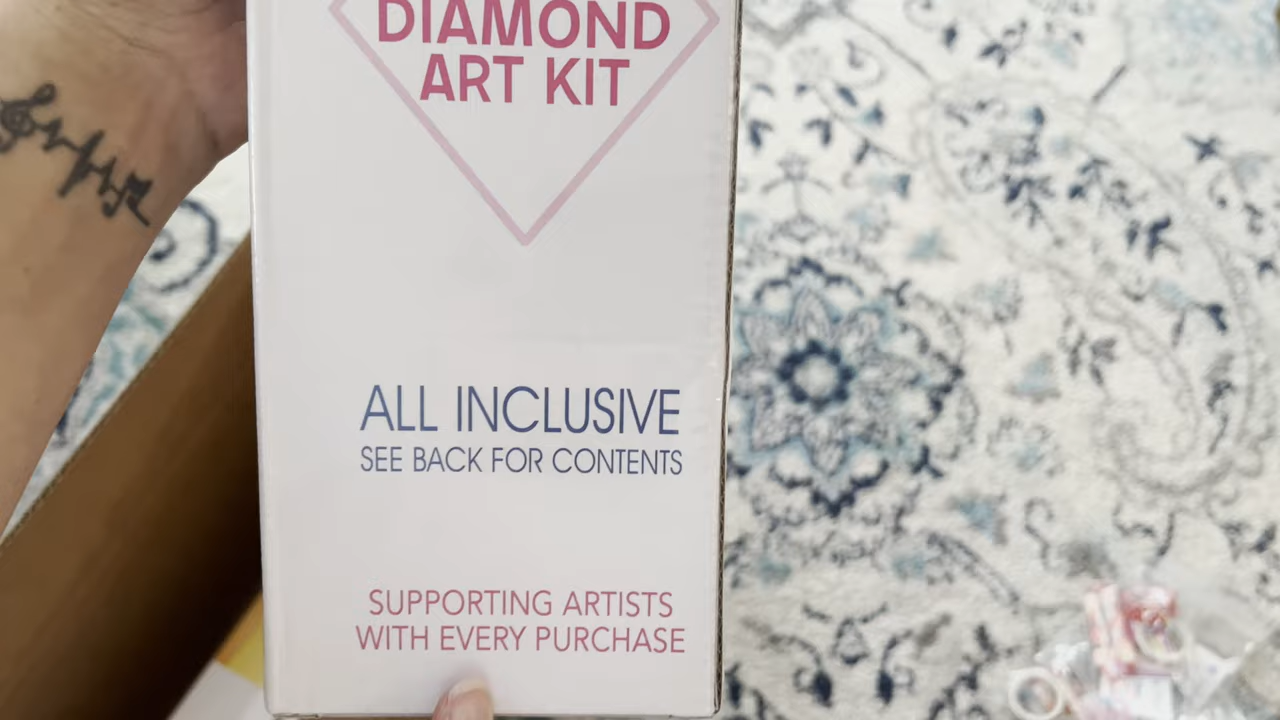 DIAMOND
ART KIT
ALL INCLUSIVE
SEE BACK FOR CONTENTS
SUPPORTING ARTISTS
WITH EVERY PURCHASE